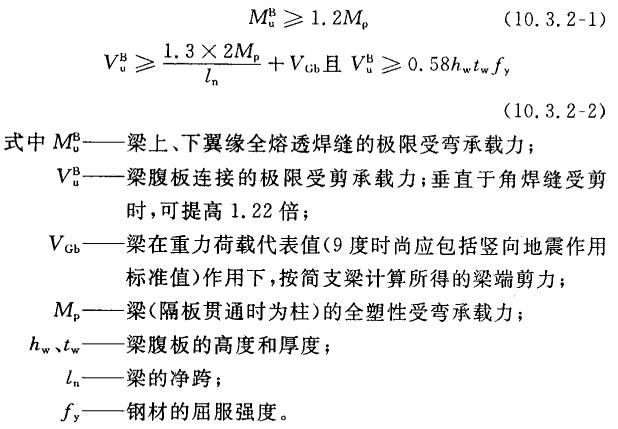 M_u^B ≥ 1.2M_p (10.3.2-1)
V_u^B ≥ \frac{1.3×2M_p}{l_n} + V_{Gb} 且 V_u^B ≥ 0.58h_w t_w f_y
(10.3.2-2)
式中 M_u^B——梁上、下翼缘全熔透焊缝的极限受弯承载力；
V_u^B——梁腹板连接的极限受剪承载力；垂直于角焊缝受剪
时，可提高 1.22 倍；
V_{Gb}——梁在重力荷载代表值（9 度时尚应包括竖向地震作用
标准值）作用下，按简支梁计算所得的梁端剪力；
M_p——梁（隔板贯通时为柱）的全塑性受弯承载力；
h_w、t_w——梁腹板的高度和厚度；
l_n——梁的净跨；
f_y——钢材的屈服强度。